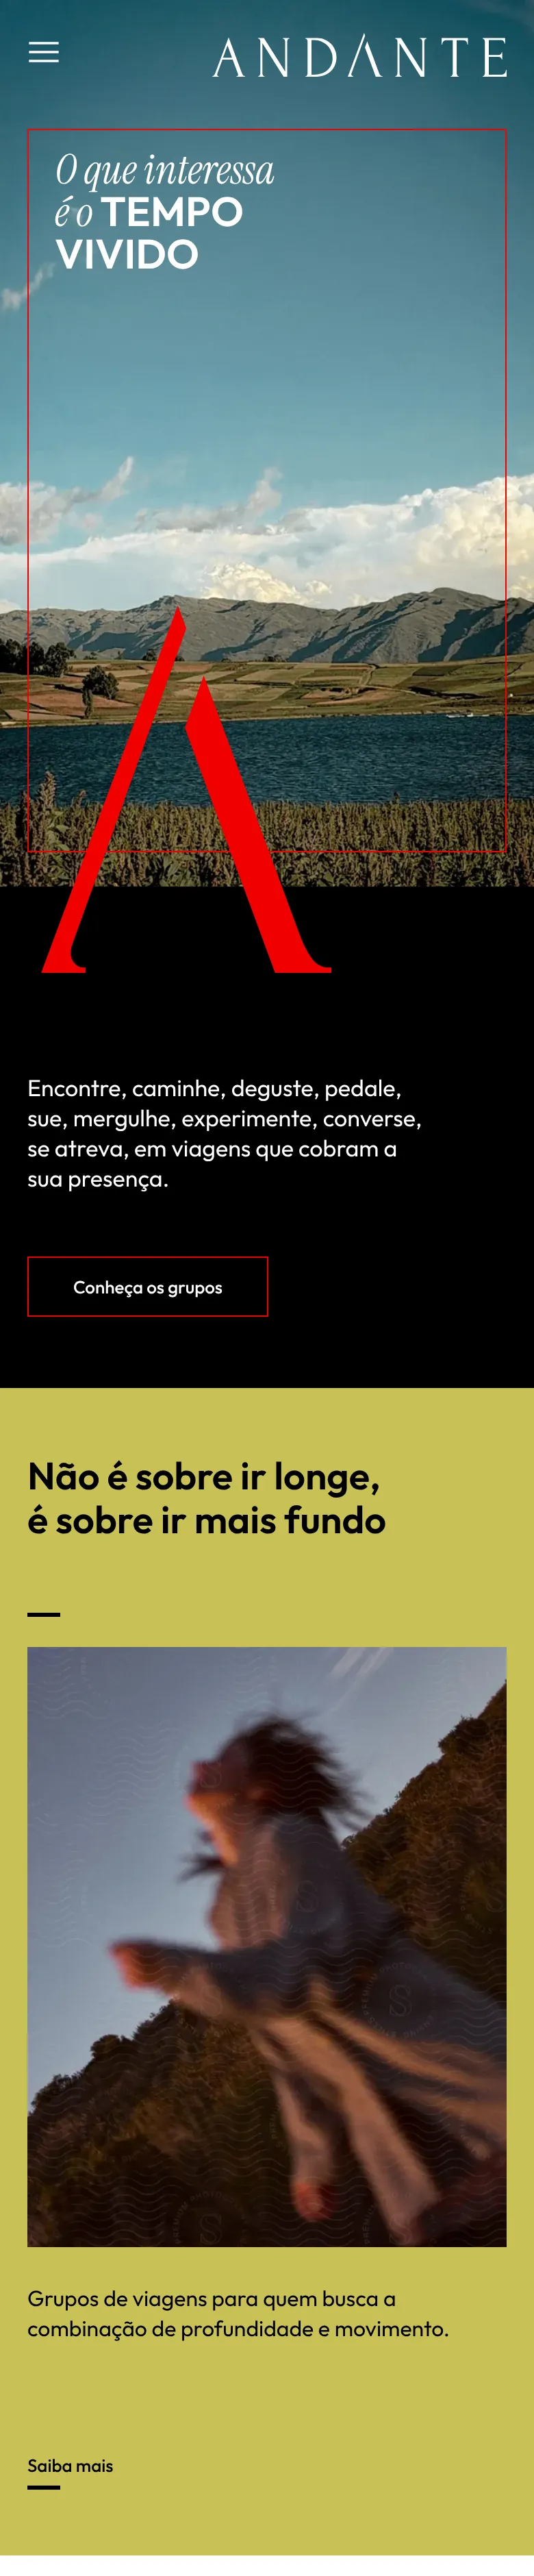 ANDANTE
O que interessa
é o TEMPO
VIVIDO
Encontre, caminhe, deguste, pedale,
sue, mergulhe, experimente, converse,
se atreva, em viagens que cobram a
sua presença.
Conheça os grupos
Não é sobre ir longe,
é sobre ir mais fundo
Grupos de viagens para quem busca a
combinação de profundidade e movimento.
Saiba mais